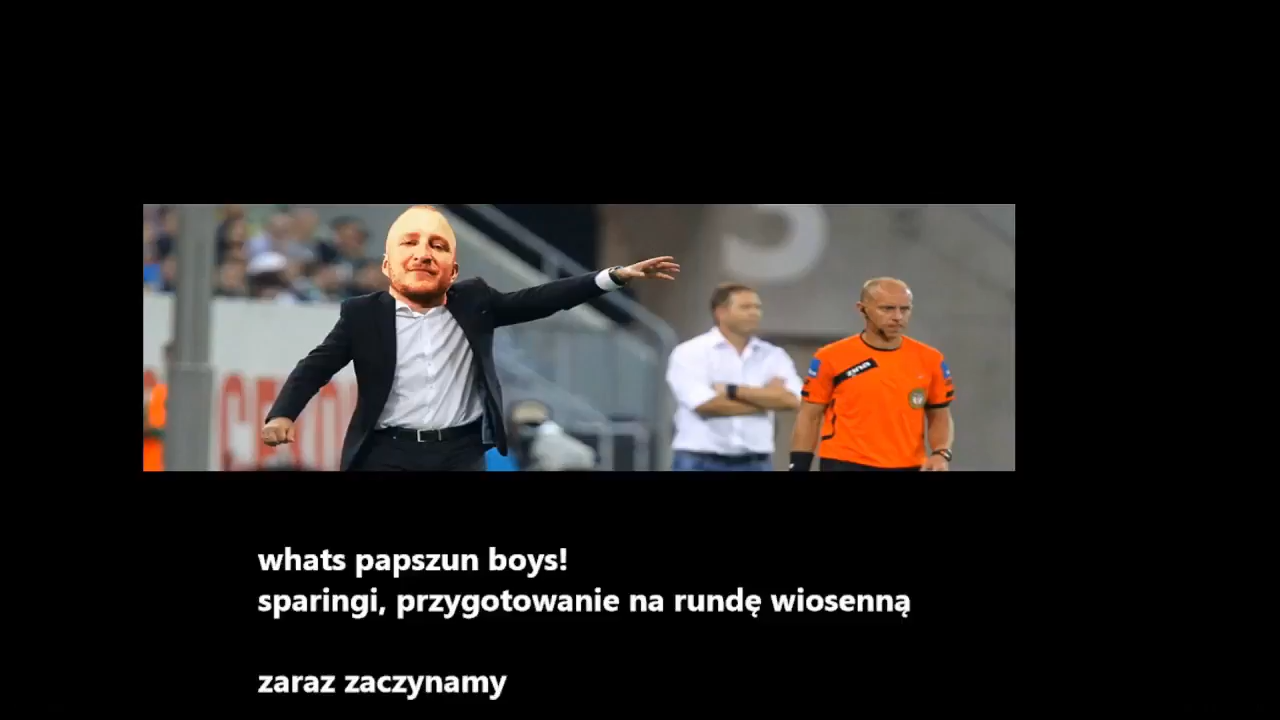 S
whats papszun boys!
sparingi, przygotowanie na rundę wiosenną
zaraz zaczynamy